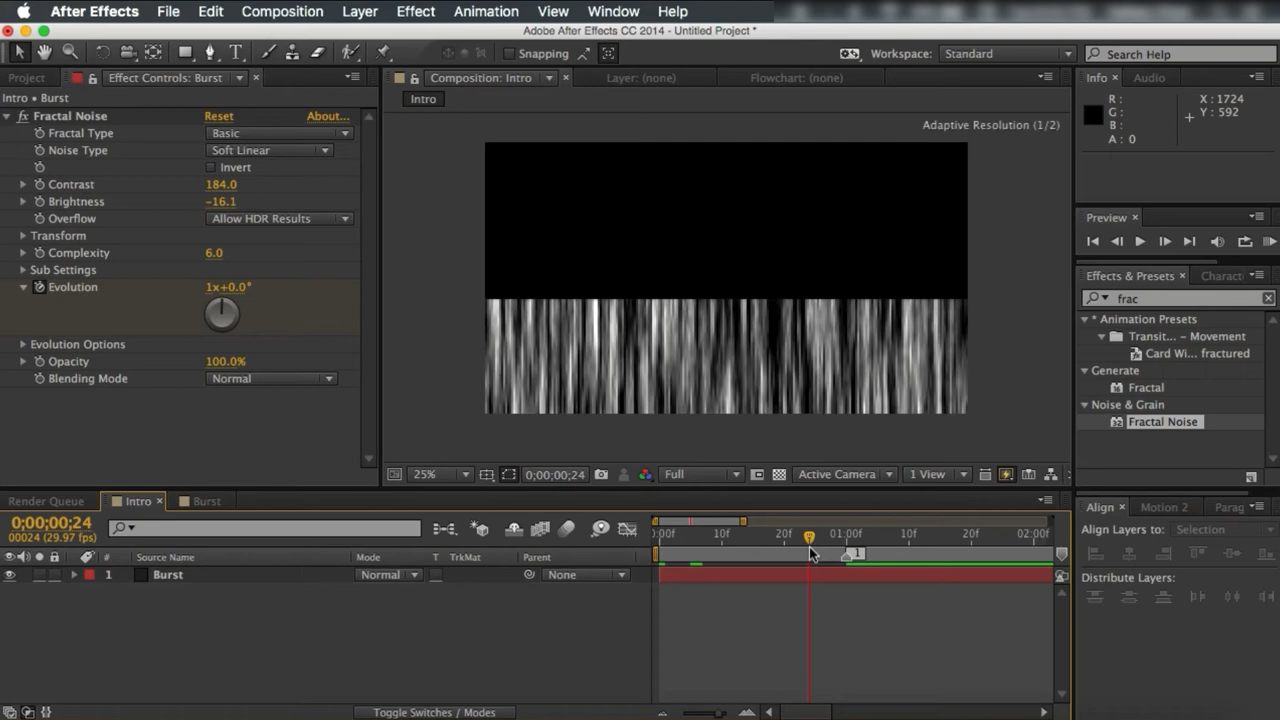 After Effects File Edit Composition Layer Effect Animation View Window Help
Adobe After Effects CC 2014 - Untitled Project *
Snapping Workspace: Standard Search Help
Project Effect Controls: Burst Composition: Intro Layer: (none) Flowchart: (none) Info Audio
Intro • Burst
Intro
R: X: 1724
G: Y: 592
B:
A: 0
fx Fractal Noise Reset About...
Adaptive Resolution (1/2)
Fractal Type Basic
Noise Type Soft Linear
Invert
Contrast 184.0
Brightness -16.1
Overflow Allow HDR Results
Transform
Complexity 6.0
Sub Settings
Evolution 1x+0.0°
Evolution Options
Opacity 100.0%
Blending Mode Normal
Preview
Effects & Presets Charact
frac
* Animation Presets
Transit... – Movement
Card Wi... fractured
Generate
Fractal
Noise & Grain
Fractal Noise
25% 0;00;00;24 Full Active Camera 1 View
Render Queue Intro Burst
0;00;00;24
00024 (29.97 fps)
0:00f 10f 20f 01:00f 10f 20f 02:00f
1
# Source Name Mode T TrkMat Parent
1 Burst Normal None
Toggle Switches / Modes
Align Motion 2 Parag
Align Layers to: Selection
Distribute Layers: